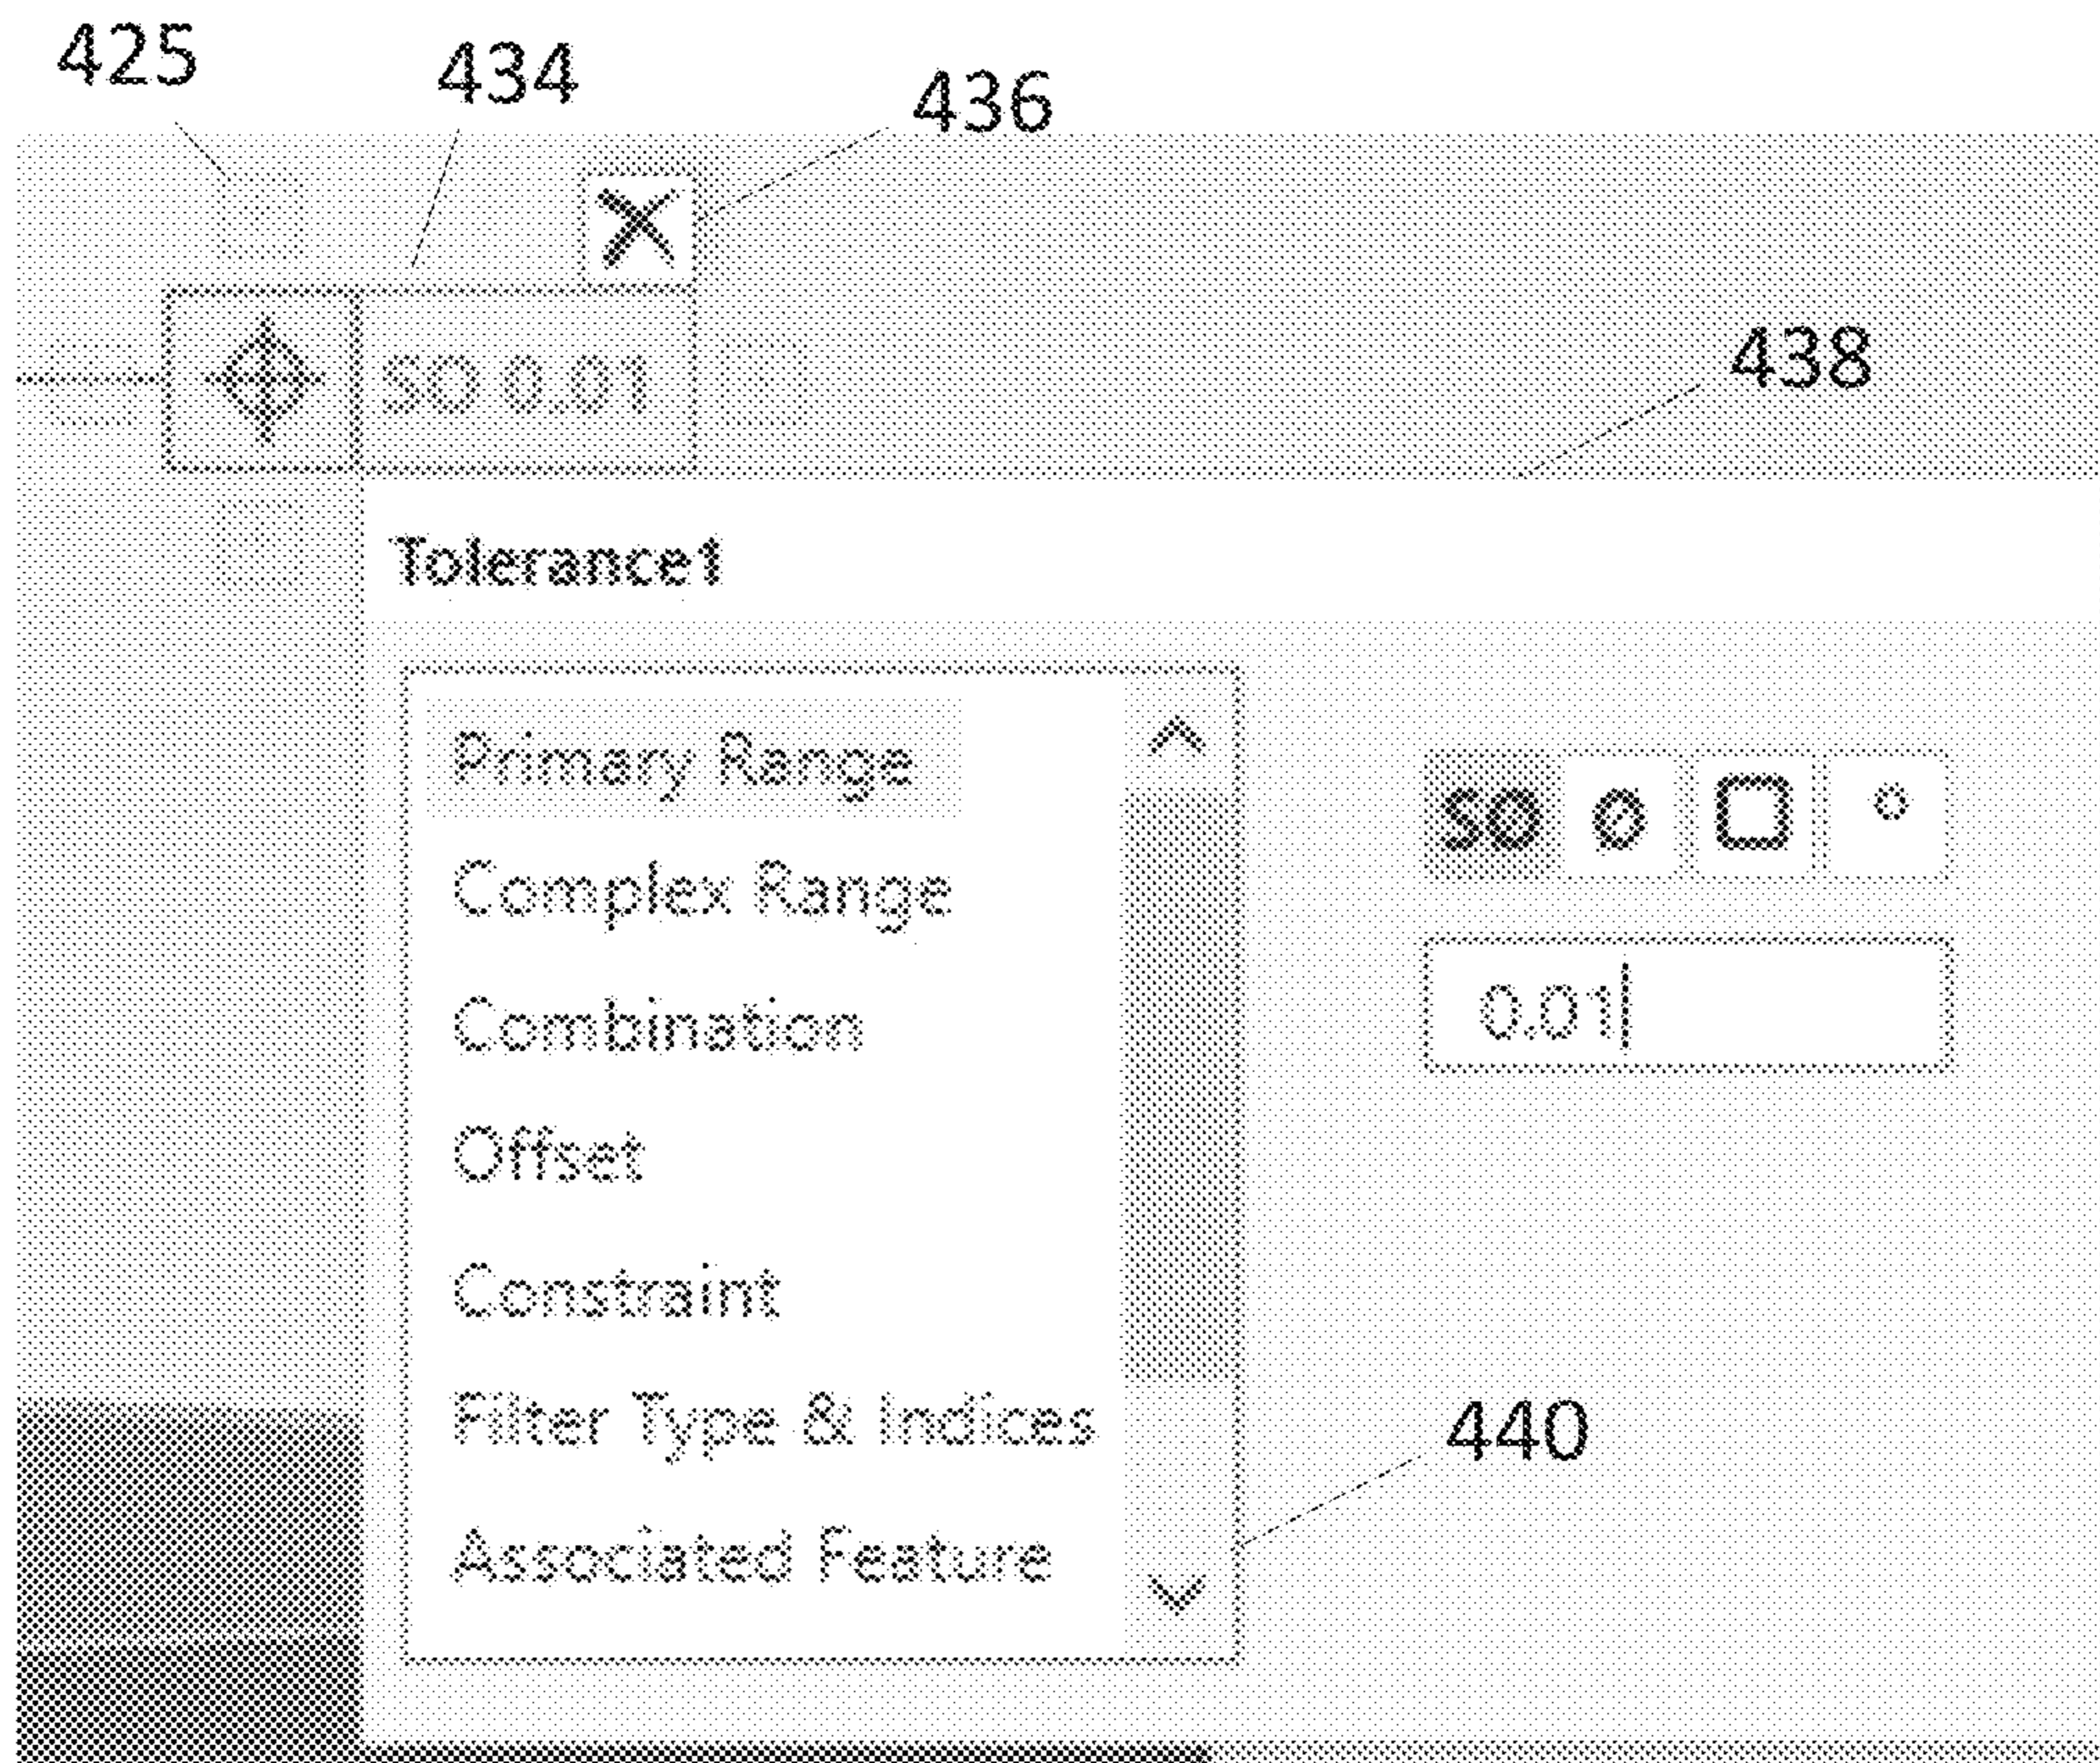 425
434
436
SO 0.01
438
Tolerance1
Primary Range
Complex Range
SØ Ø □ °
Combination
0.01
Offset
Constraint
Filter Type & Indices
440
Associated Feature